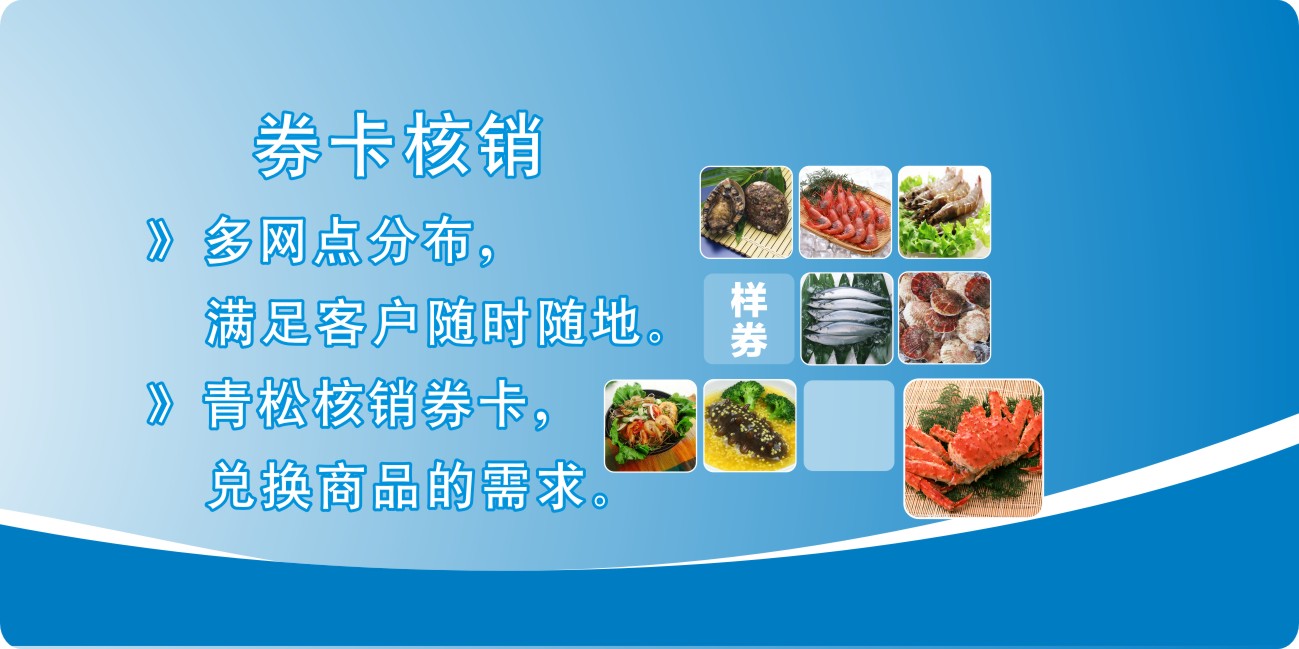 券卡核销
》多网点分布，
满足客户随时随地。
》青松核销券卡，
兑换商品的需求。
样
券